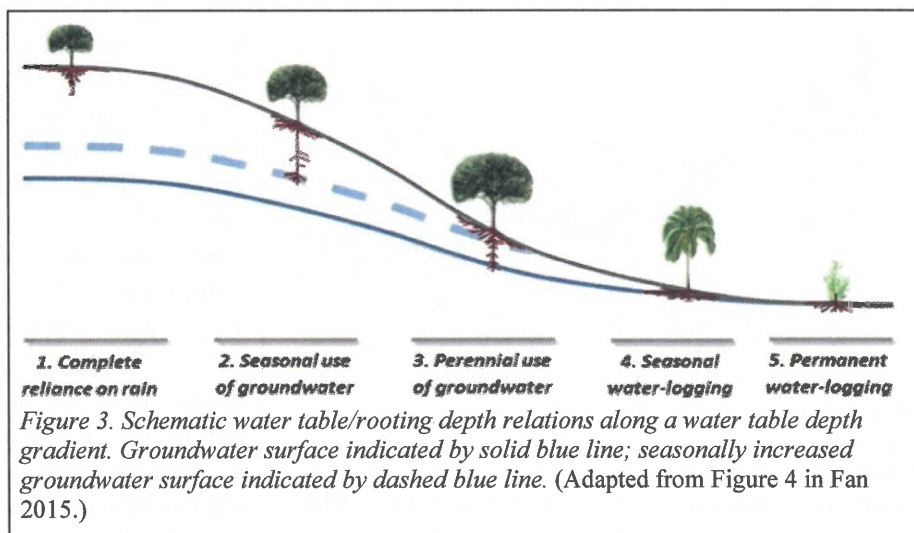 1. Complete reliance on rain
2. Seasonal use of groundwater
3. Perennial use of groundwater
4. Seasonal water-logging
5. Permanent water-logging
Figure 3. Schematic water table/rooting depth relations along a water table depth
gradient. Groundwater surface indicated by solid blue line; seasonally increased
groundwater surface indicated by dashed blue line. (Adapted from Figure 4 in Fan
2015.)